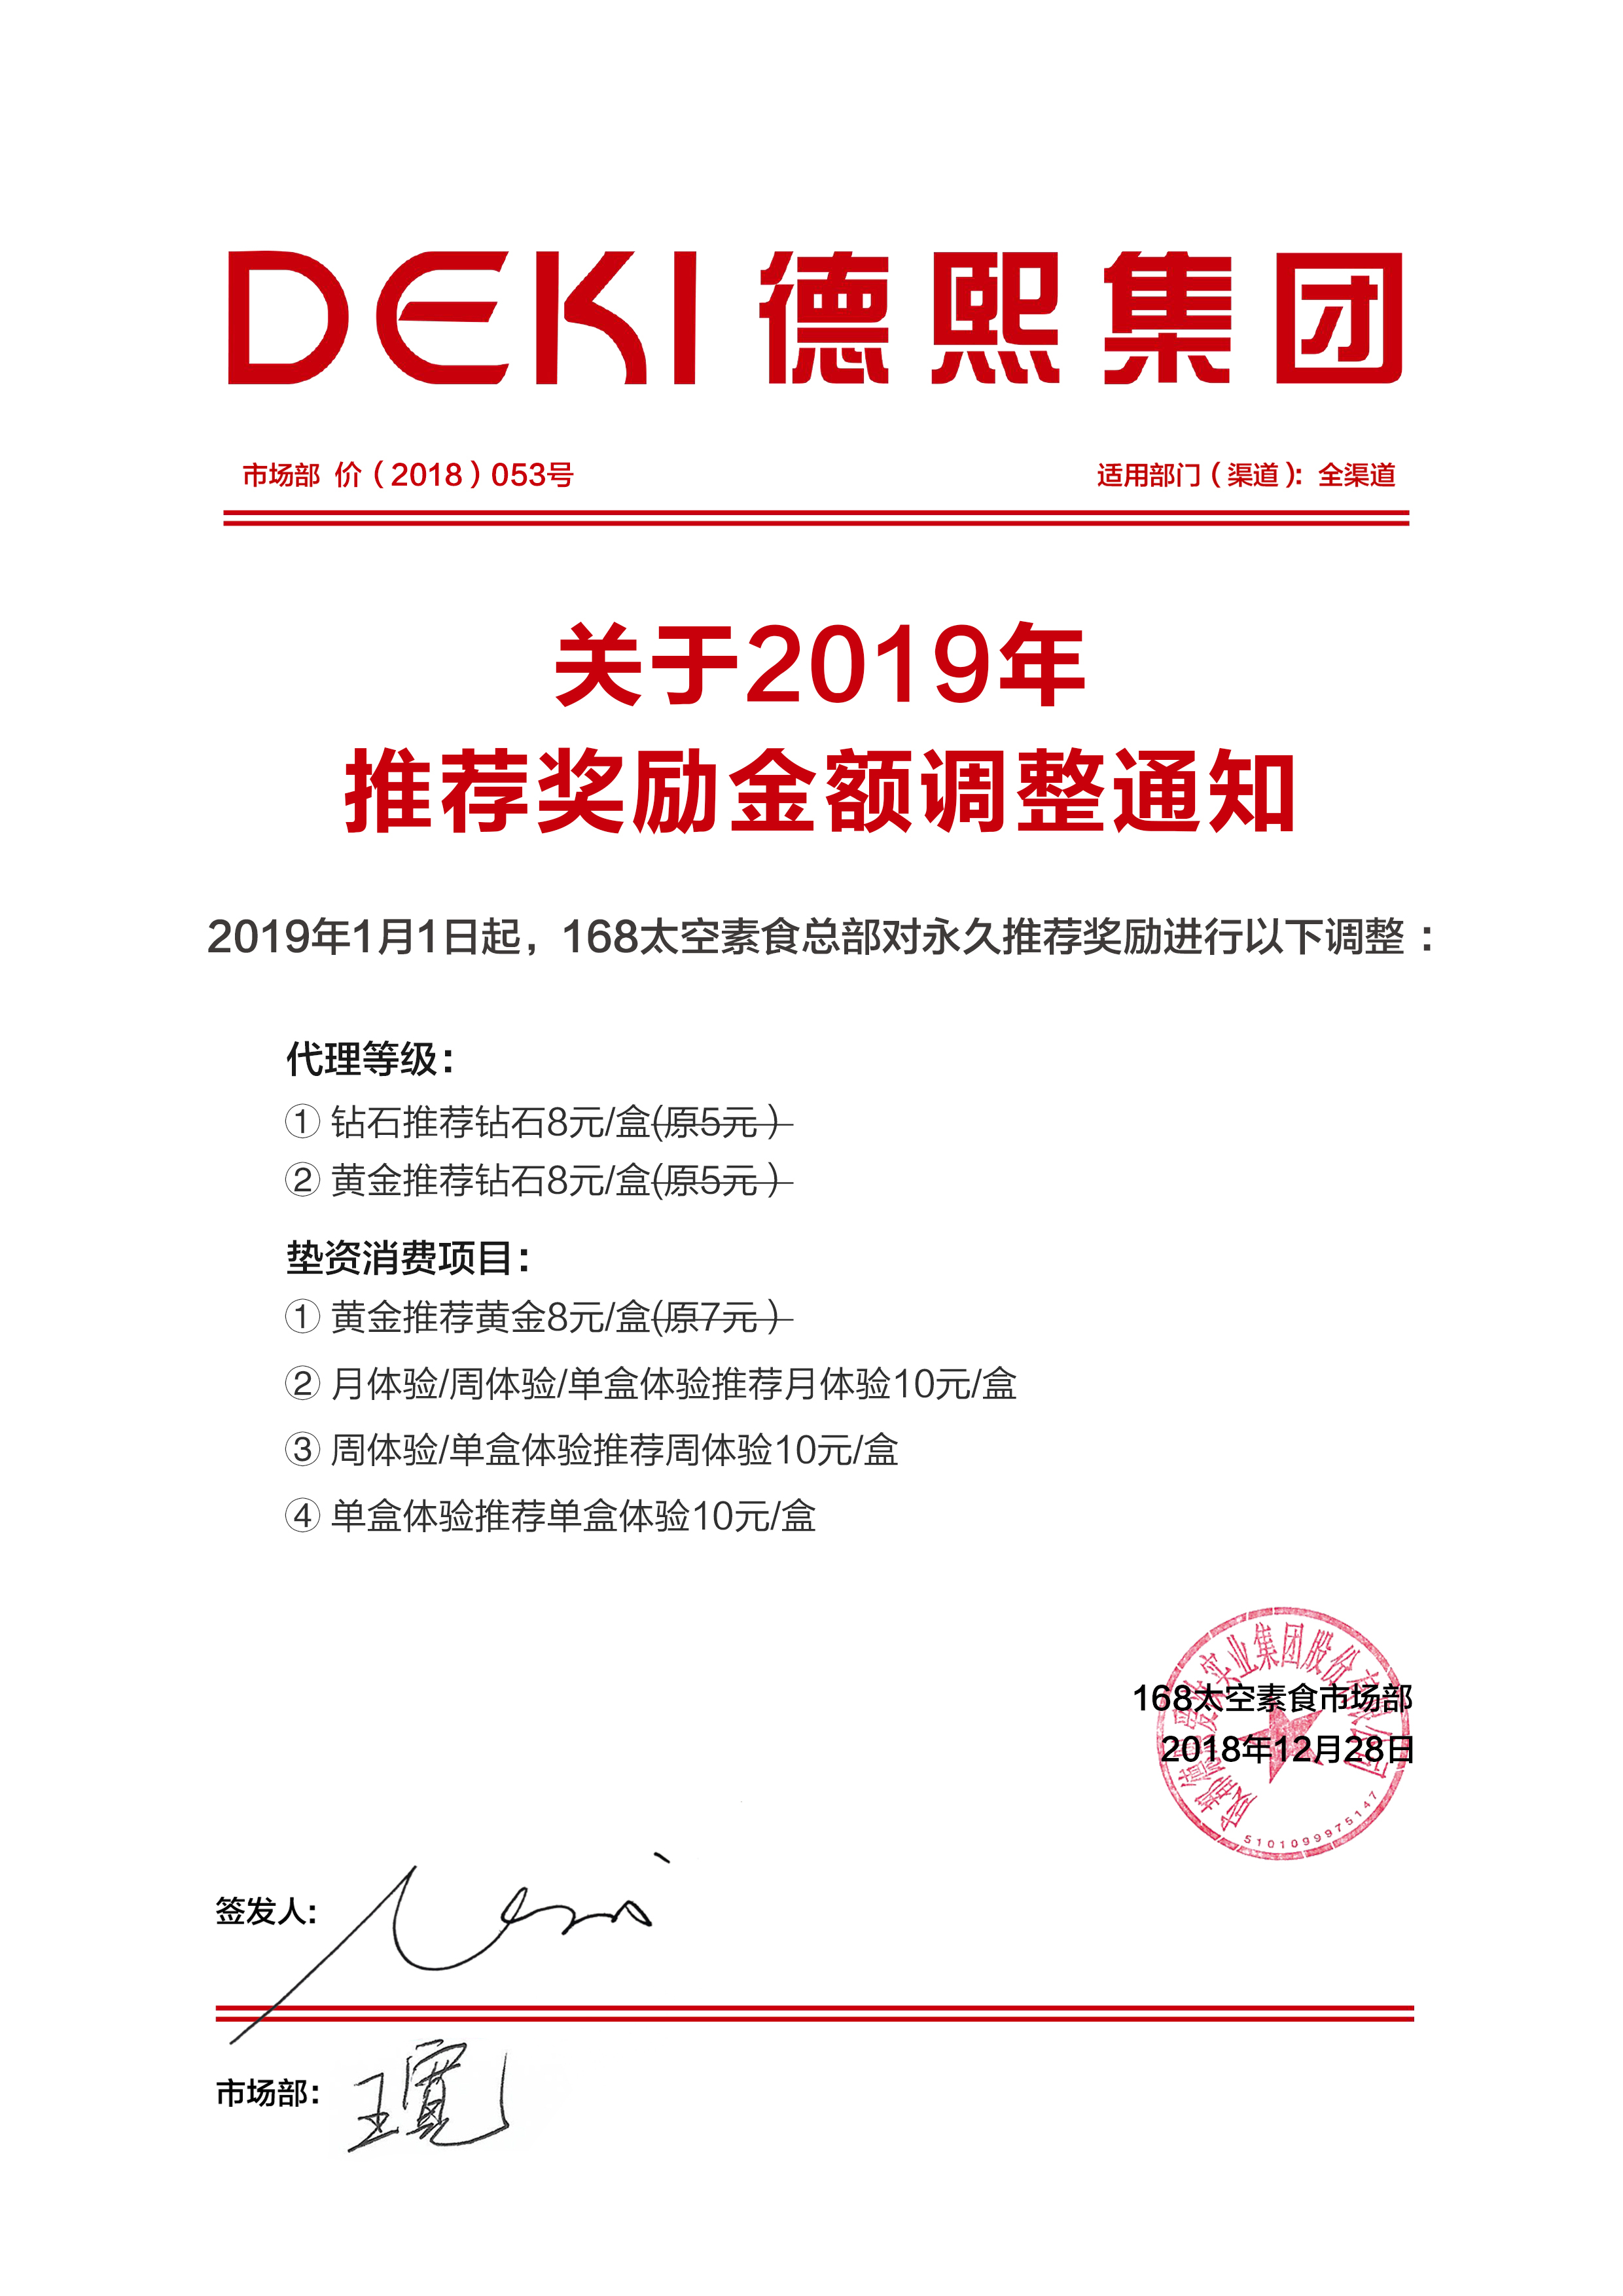 DEKI 德熙集团
市场部 价（2018）053号 适用部门（渠道）：全渠道
关于2019年
推荐奖励金额调整通知
2019年1月1日起，168太空素食总部对永久推荐奖励进行以下调整：
代理等级：
① 钻石推荐钻石8元/盒(原5元）
② 黄金推荐钻石8元/盒(原5元）
垫资消费项目：
① 黄金推荐黄金8元/盒(原7元）
② 月体验/周体验/单盒体验推荐月体验10元/盒
③ 周体验/单盒体验推荐周体验10元/盒
④ 单盒体验推荐单盒体验10元/盒
168太空素食市场部
2018年12月28日
实业集团股份有限公司
5101099975147
签发人：
市场部：